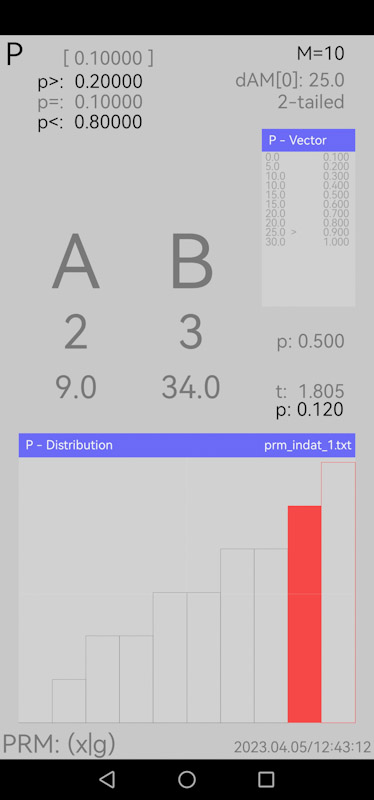 P
[ 0.10000 ]
M=10
p>: 0.20000
dAM[0]: 25.0
p=: 0.10000
2-tailed
p<: 0.80000
P - Vector
0.0 0.100
5.0 0.200
10.0 0.300
10.0 0.400
15.0 0.500
15.0 0.600
20.0 0.700
20.0 0.800
25.0 > 0.900
30.0 1.000
A B
2 3
p: 0.500
9.0 34.0
t: 1.805
p: 0.120
P - Distribution prm_indat_1.txt
PRM: (x|g) 2023.04.05/12:43:12